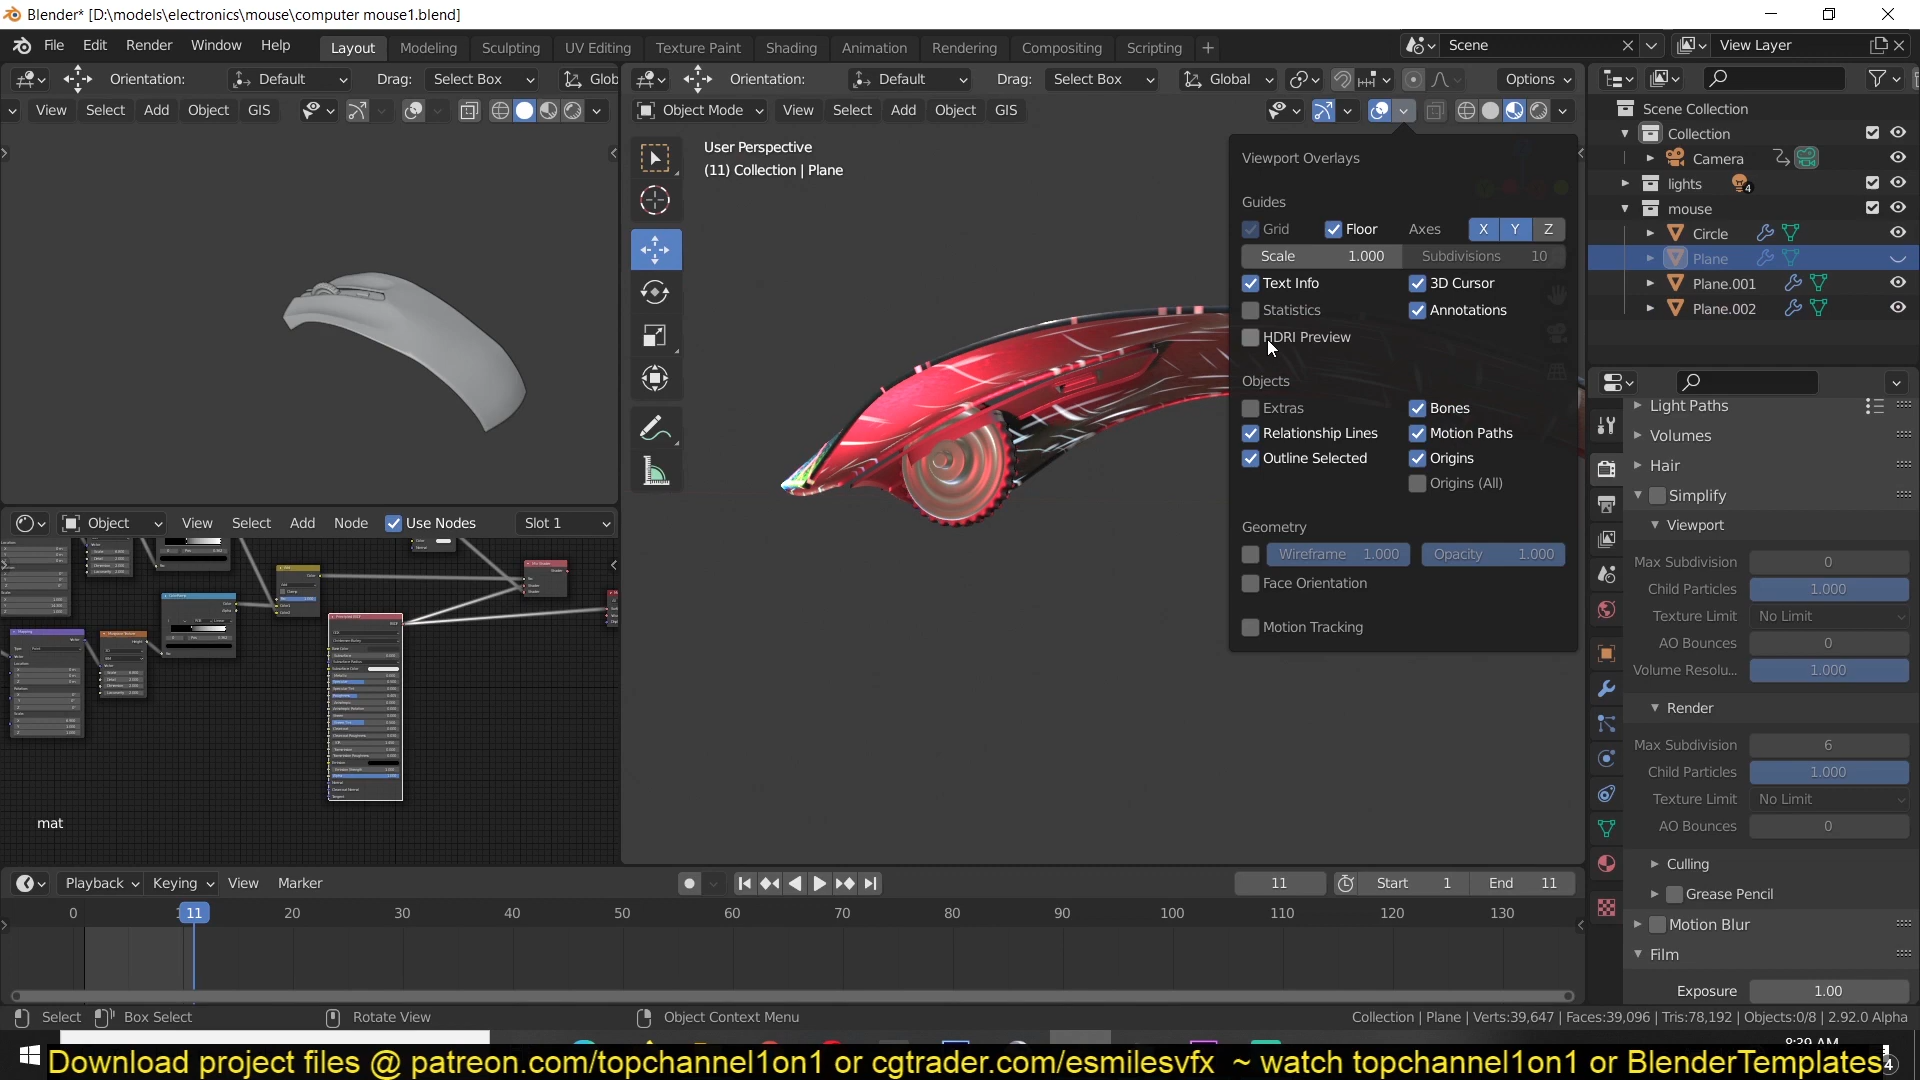 Blender* [D:\models\electronics\mouse\computer mouse1.blend]
File Edit Render Window Help
Layout Modeling Sculpting UV Editing Texture Paint Shading Animation Rendering Compositing Scripting +
Scene
View Layer
Orientation: Default Drag: Select Box Glob
Orientation: Default Drag: Select Box Global Options
View Select Add Object GIS
Object Mode View Select Add Object GIS
User Perspective
(11) Collection | Plane
Viewport Overlays
Guides
Grid Floor Axes X Y Z
Scale 1.000 Subdivisions 10
Text Info 3D Cursor
Statistics Annotations
HDRI Preview
Objects
Extras Bones
Relationship Lines Motion Paths
Outline Selected Origins
Origins (All)
Geometry
Wireframe 1.000 Opacity 1.000
Face Orientation
Motion Tracking
Scene Collection
Collection
Camera
lights 4
mouse
Circle
Plane
Plane.001
Plane.002
Light Paths
Volumes
Hair
Simplify
Viewport
Max Subdivision 0
Child Particles 1.000
Texture Limit No Limit
AO Bounces 0
Volume Resolu... 1.000
Render
Max Subdivision 6
Child Particles 1.000
Texture Limit No Limit
AO Bounces 0
Culling
Grease Pencil
Motion Blur
Film
Exposure 1.00
Object View Select Add Node Use Nodes Slot 1
mat
Playback Keying View Marker
11 Start 1 End 11
0 11 20 30 40 50 60 70 80 90 100 110 120 130
Select Box Select Rotate View Object Context Menu
Collection | Plane | Verts:39,647 | Faces:39,096 | Tris:78,192 | Objects:0/8 | 2.92.0 Alpha
8:39 AM
Download project files @ patreon.com/topchannel1on1 or cgtrader.com/esmilesvfx ~ watch topchannel1on1 or BlenderTemplates